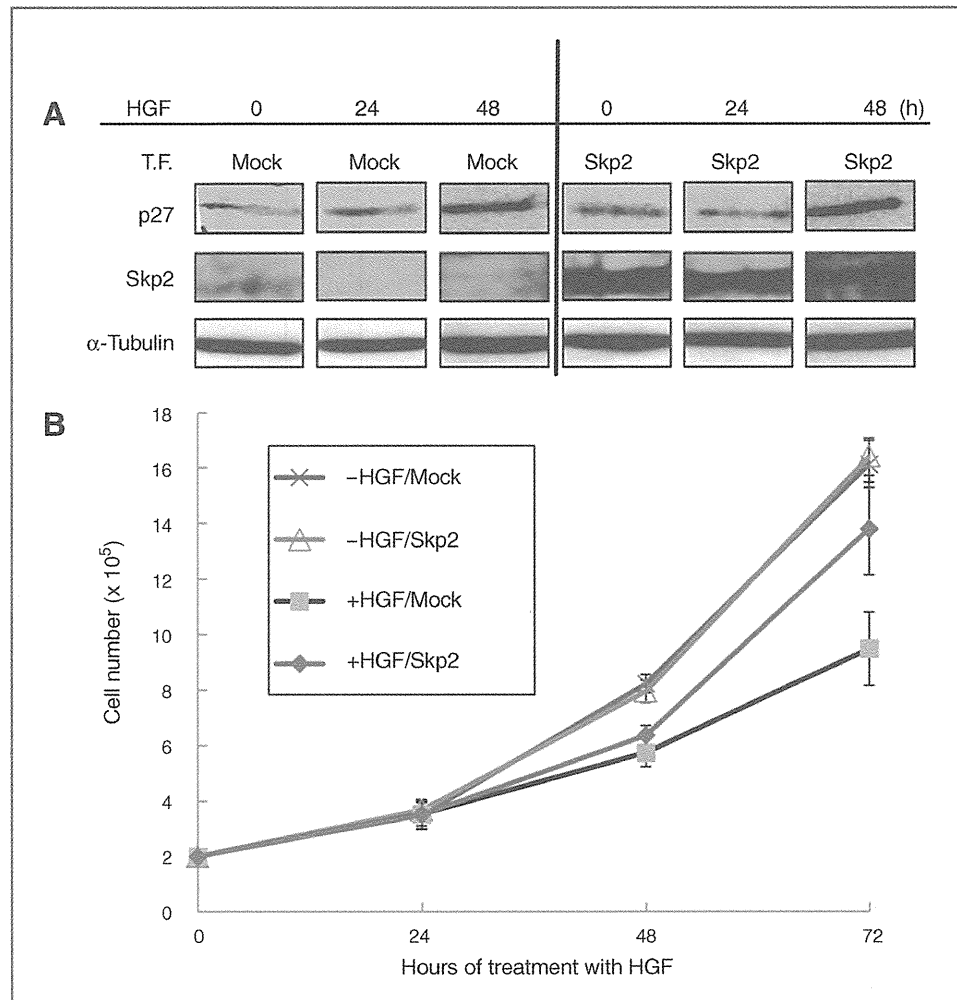 A
HGF 0 24 48 0 24 48 (h)
T.F. Mock Mock Mock Skp2 Skp2 Skp2
p27
Skp2
α-Tubulin
B
18
16
14
12
10
8
6
4
2
0
Cell number (x 10⁵)
–HGF/Mock
–HGF/Skp2
+HGF/Mock
+HGF/Skp2
0 24 48 72
Hours of treatment with HGF